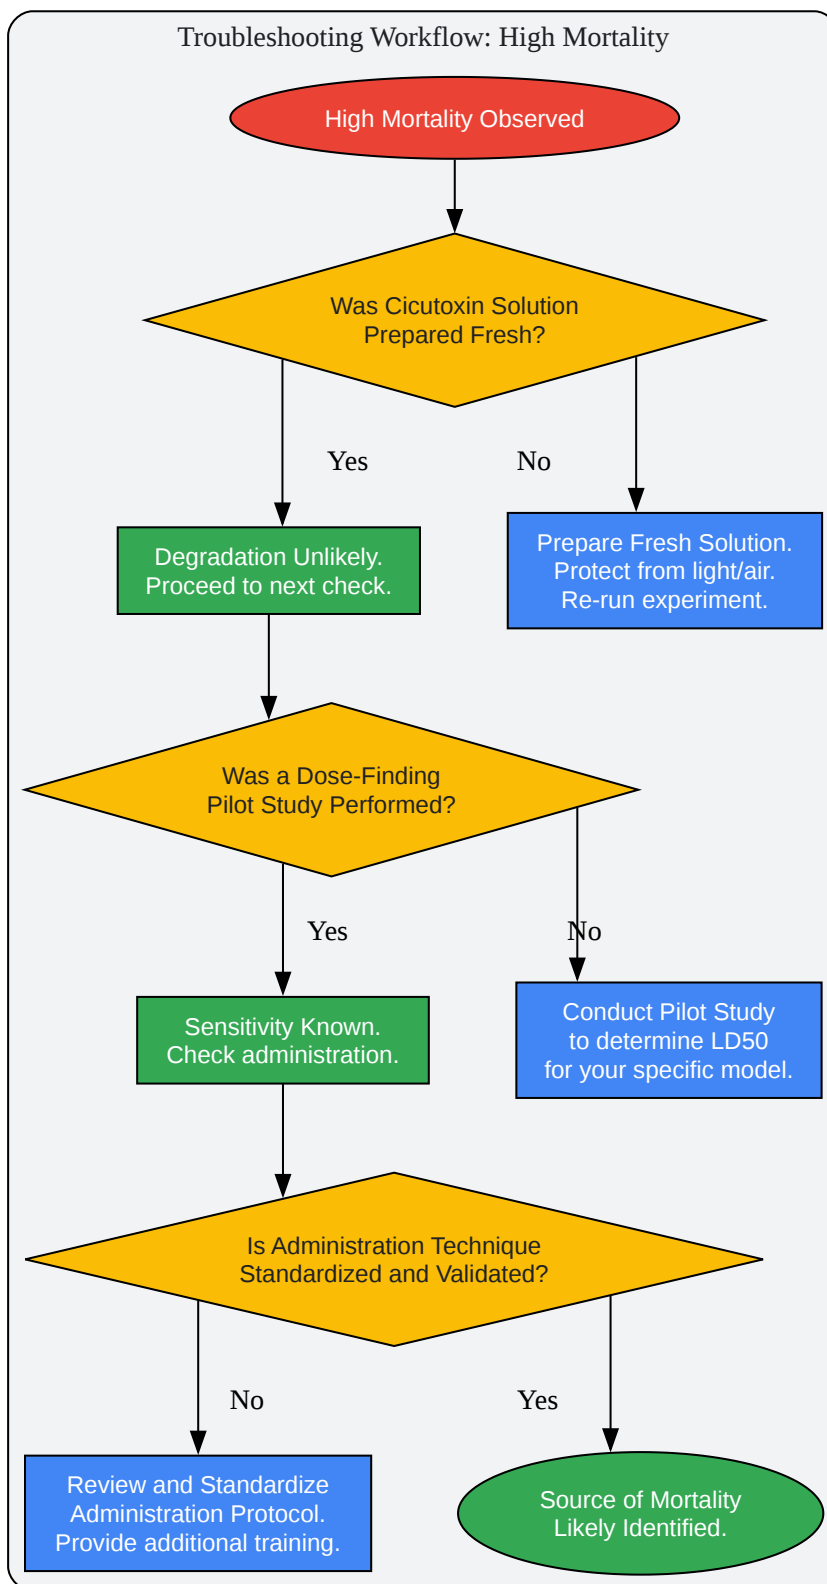 Troubleshooting Workflow: High Mortality
High Mortality Observed
Was Cicutoxin Solution
Prepared Fresh?
Yes
No
Degradation Unlikely.
Proceed to next check.
Prepare Fresh Solution.
Protect from light/air.
Re-run experiment.
Was a Dose-Finding
Pilot Study Performed?
Yes
No
Sensitivity Known.
Check administration.
Conduct Pilot Study
to determine LD50
for your specific model.
Is Administration Technique
Standardized and Validated?
No
Yes
Review and Standardize
Administration Protocol.
Provide additional training.
Source of Mortality
Likely Identified.